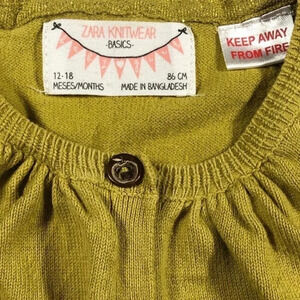 ZARA KNITWEAR
-BASICS-
12-18 86 CM
MESES/MONTHS MADE IN BANGLADESH
KEEP AWAY
FROM FIRE